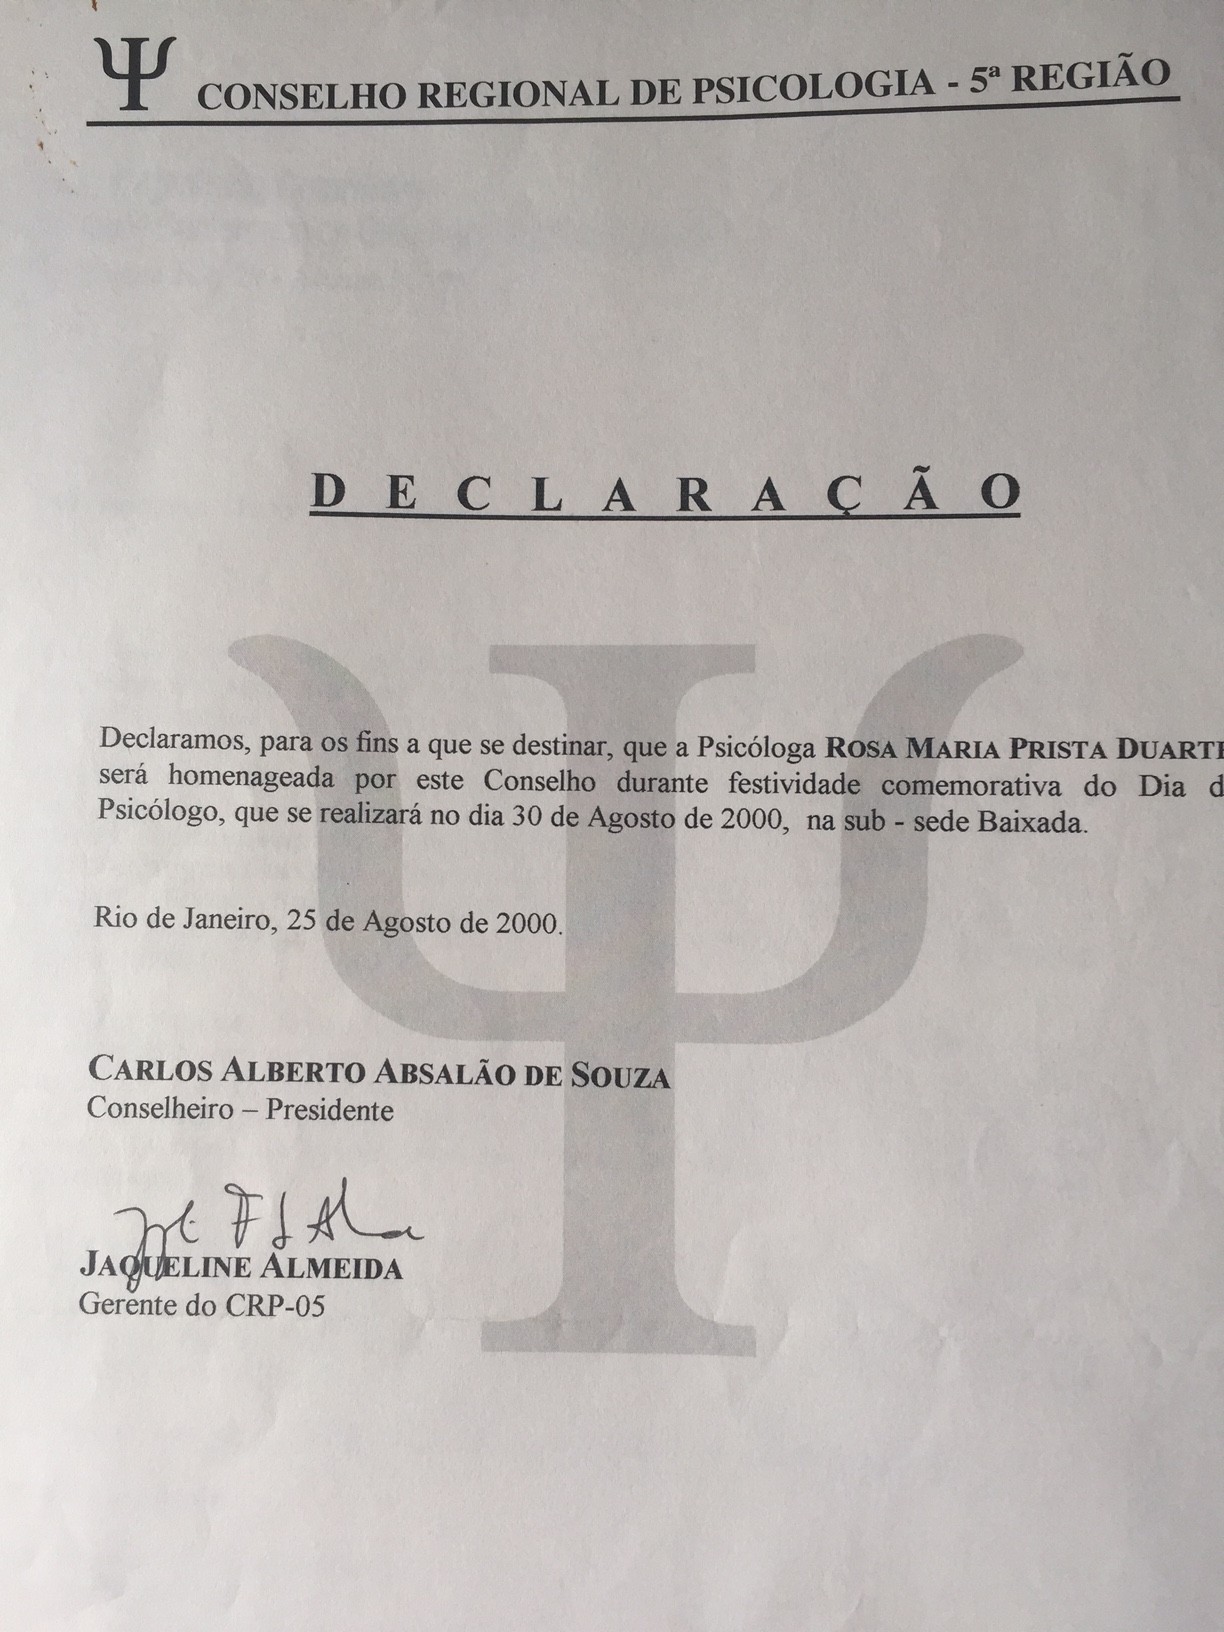 Ψ CONSELHO REGIONAL DE PSICOLOGIA - 5ª REGIÃO
DECLARAÇÃO
Declaramos, para os fins a que se destinar, que a Psicóloga ROSA MARIA PRISTA DUARTE
será homenageada por este Conselho durante festividade comemorativa do Dia d
Psicólogo, que se realizará no dia 30 de Agosto de 2000, na sub - sede Baixada.
Rio de Janeiro, 25 de Agosto de 2000.
CARLOS ALBERTO ABSALÃO DE SOUZA
Conselheiro – Presidente
JAQUELINE ALMEIDA
Gerente do CRP-05